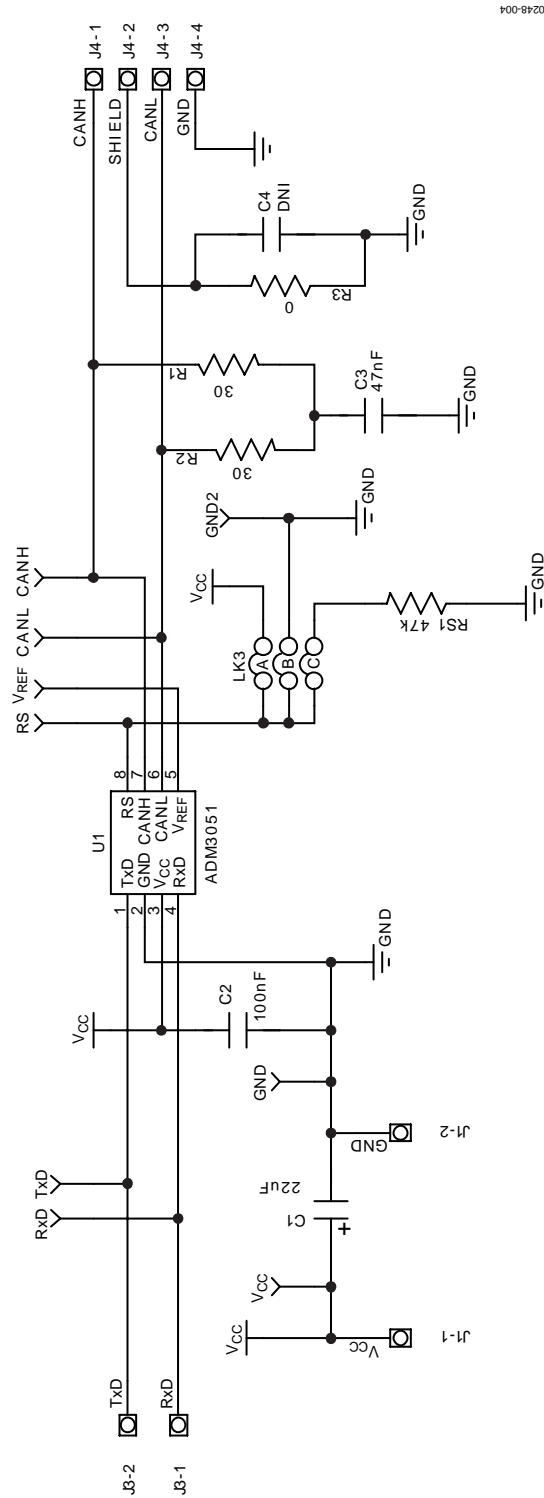 J3-2
TxD
J3-1
RxD
TxD
RxD
VCC
VCC
VCC
J1-1
C1
22uF
+
GND
J1-2
GND
VCC
C2
100nF
GND
U1
ADM3051
1
2
3
4
TxD
GND
VCC
RxD
RS
CANH
CANL
VREF
8
7
6
5
RS
VREF
CANL
CANH
LK3
A
B
C
VCC
GND2
GND
RS1
47k
GND
R2
30
R1
30
C3
47nF
GND
R3
0
C4
DNI
GND
CANH
J4-1
SHIELD
J4-2
CANL
J4-3
GND
J4-4
0248-004